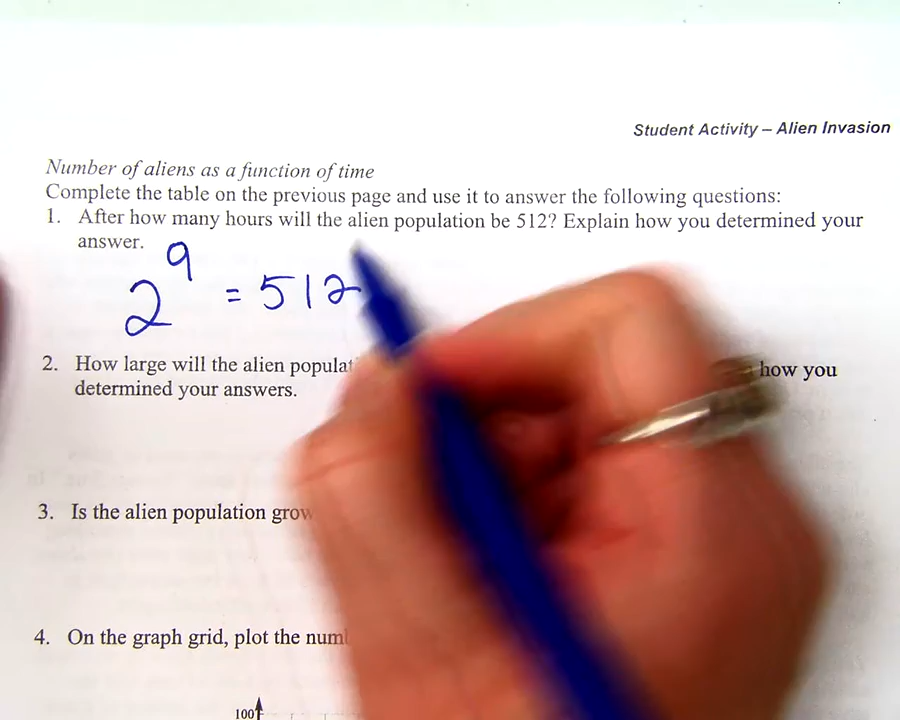 Student Activity – Alien Invasion
Number of aliens as a function of time
Complete the table on the previous page and use it to answer the following questions:
1. After how many hours will the alien population be 512? Explain how you determined your
answer.
2^9 = 512
2. How large will the alien how you
determined your answers.
3. Is the alien population
4. On the graph grid, plot the
100